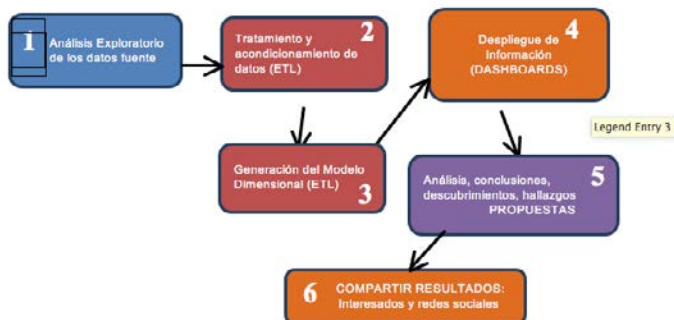 1
Análisis Exploratorio
de los datos fuente
2
Tratamiento y
acondicionamiento de
datos (ETL)
Generación del Modelo
Dimensional (ETL)
3
4
Despliegue de
información
(DASHBOARDS)
Legend Entry 3
5
Análisis, conclusiones,
descubrimientos, hallazgos
PROPUESTAS
6
COMPARTIR RESULTADOS:
Interesados y redes sociales